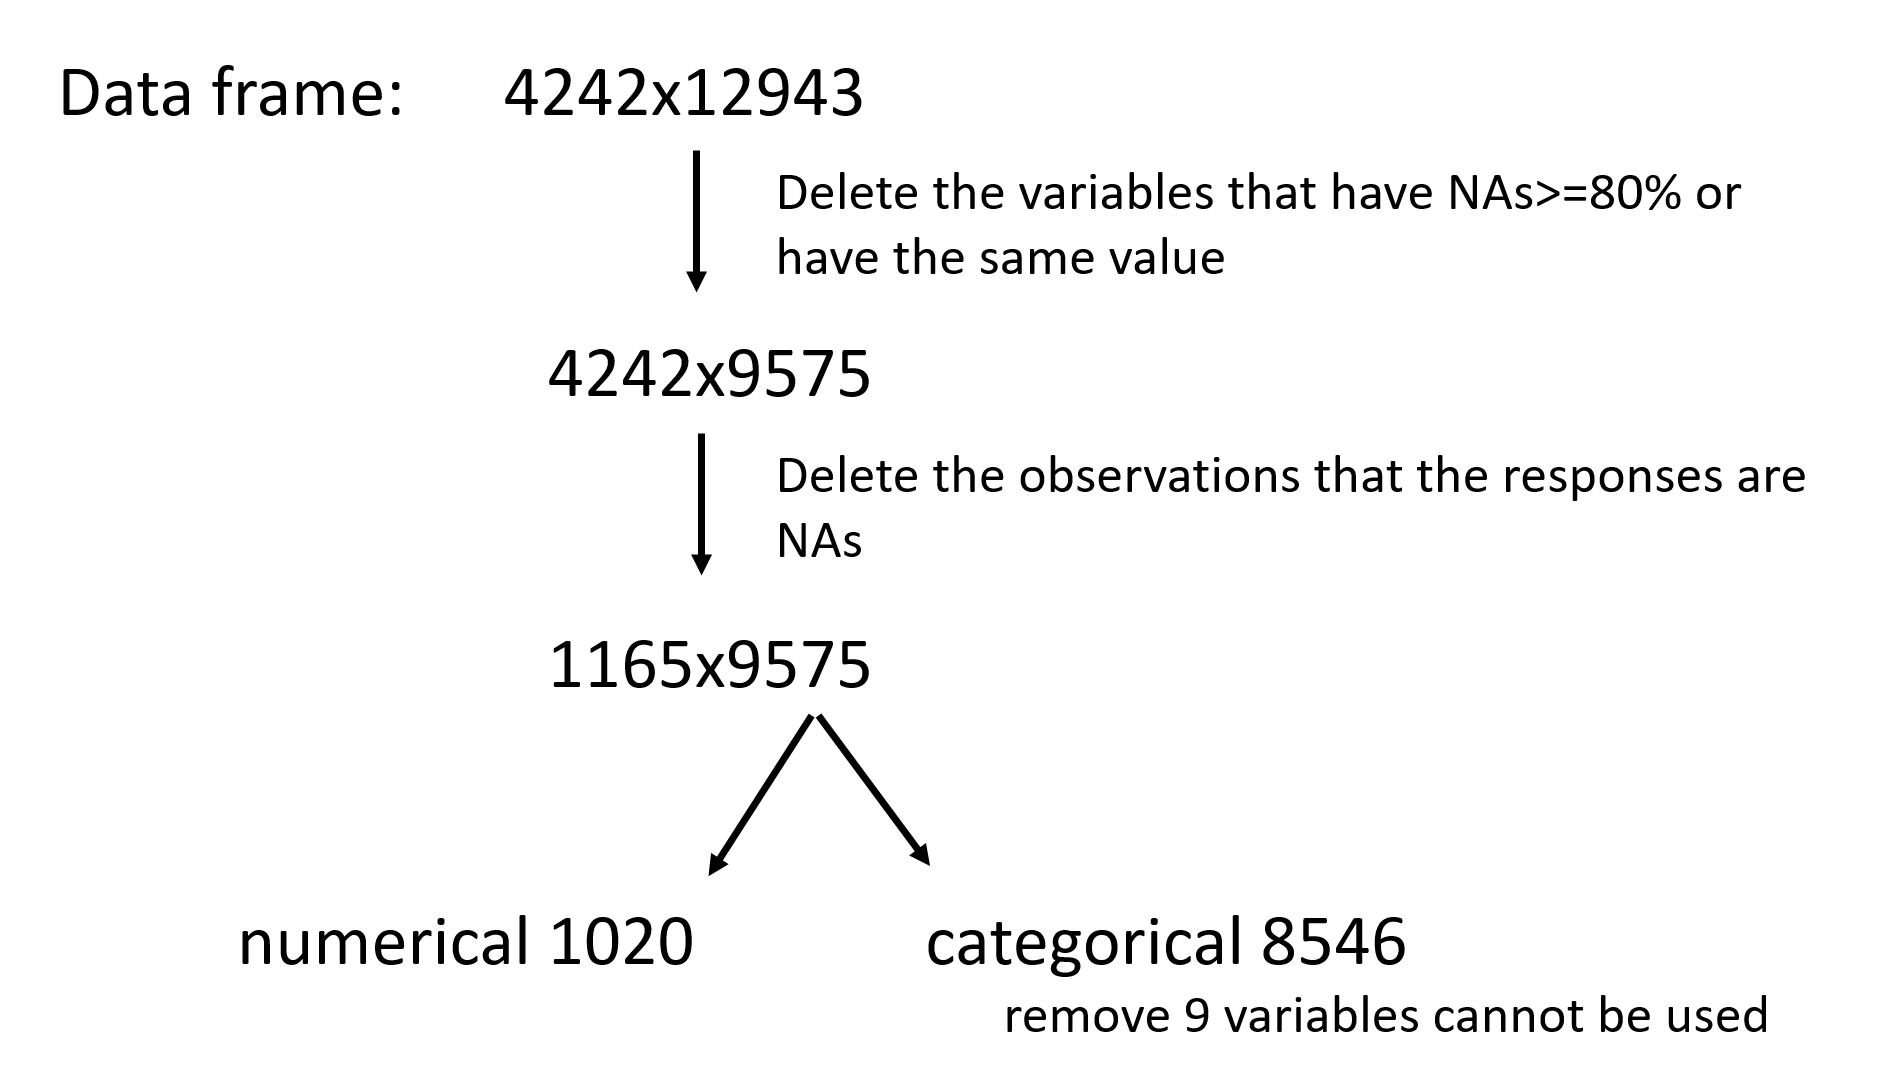 Data frame: 4242x12943
Delete the variables that have NAs>=80% or
have the same value
4242x9575
Delete the observations that the responses are
NAs
1165x9575
numerical 1020
categorical 8546
remove 9 variables cannot be used